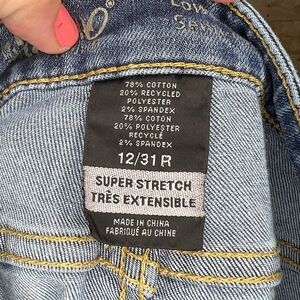 Low
78% COTTON
20% RECYCLED
POLYESTER
2% SPANDEX
78% COTON
20% POLYESTER
RECYCLÉ
2% SPANDEX
12/31 R
SUPER STRETCH
TRÈS EXTENSIBLE
MADE IN CHINA
FABRIQUÉ AU CHINE